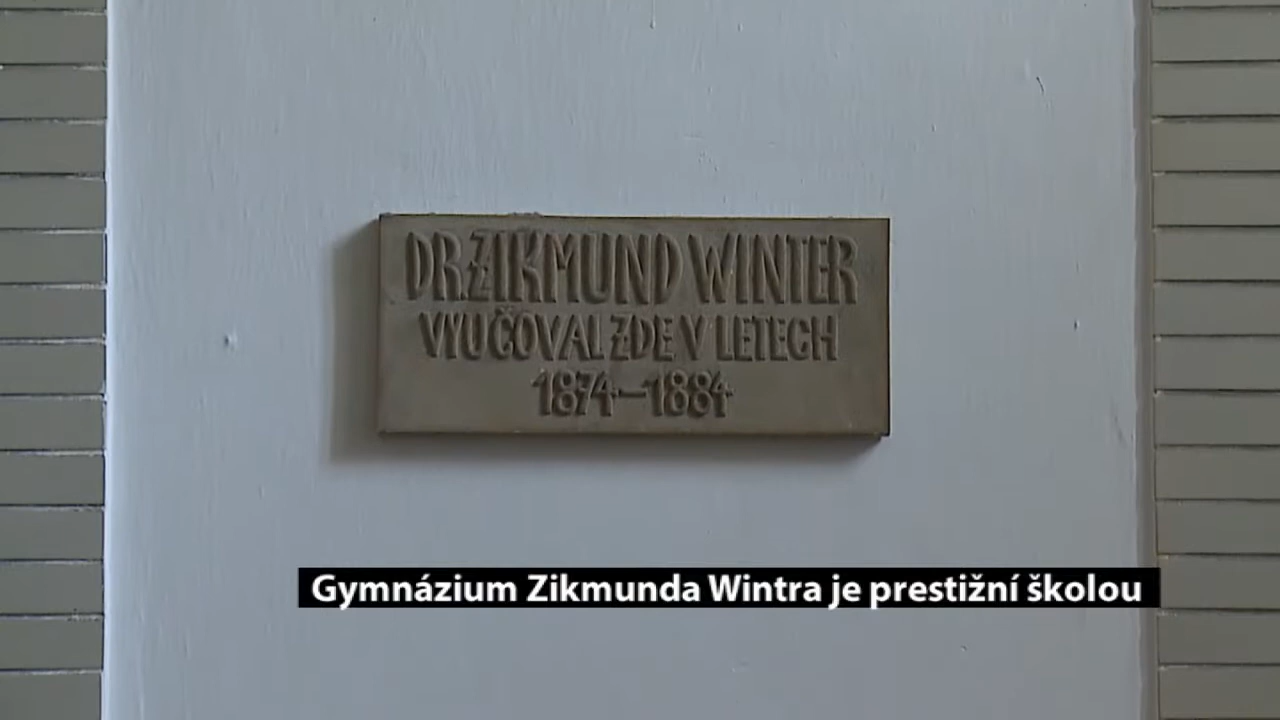 DR. ZIKMUND WINTER
VYUČOVAL ZDE V LETECH
1874–1884
Gymnázium Zikmunda Wintra je prestižní školou